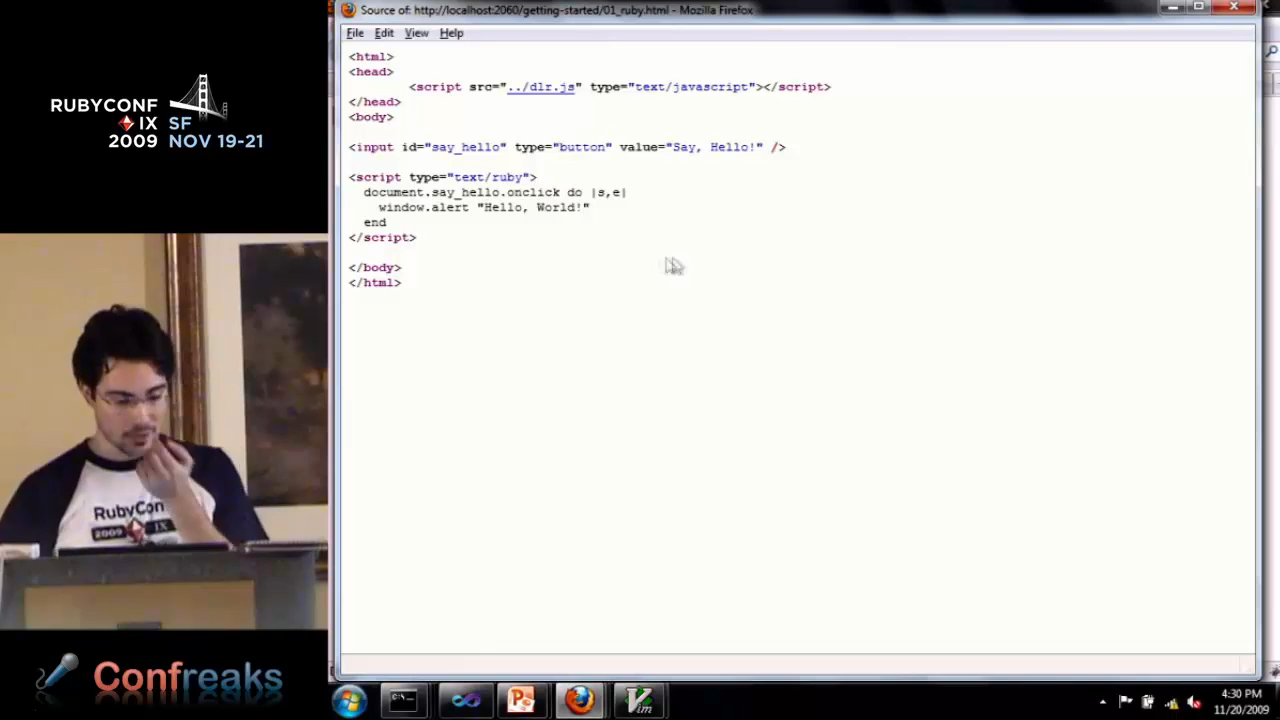 Source of: http://localhost:2060/getting-started/01_ruby.html - Mozilla Firefox
File Edit View Help
<html>
<head>
<script src="../dlr.js" type="text/javascript"></script>
</head>
<body>
<input id="say_hello" type="button" value="Say, Hello!" />
<script type="text/ruby">
document.say_hello.onclick do |s,e|
window.alert "Hello, World!"
end
</script>
</body>
</html>
RUBYCONF
IX SF
2009 NOV 19-21
RubyCon
2009 IX
Confreaks
C:\
Vim
4:30 PM
11/20/2009